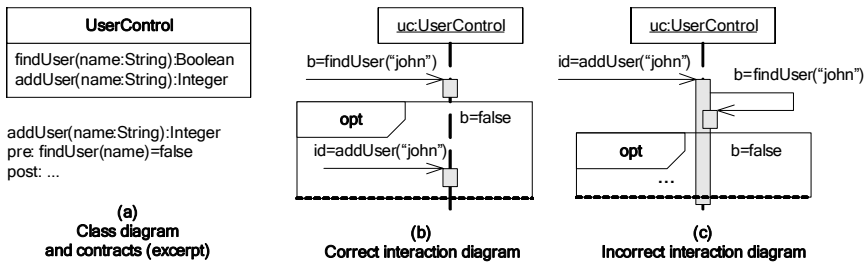 UserControl
findUser(name:String):Boolean
addUser(name:String):Integer
addUser(name:String):Integer
pre: findUser(name)=false
post: ...
(a)
Class diagram
and contracts (excerpt)
uc:UserControl
b=findUser(“john”)
opt
b=false
id=addUser(“john”)
(b)
Correct interaction diagram
uc:UserControl
id=addUser(“john”)
b=findUser(“john”)
opt
b=false
...
(c)
Incorrect interaction diagram